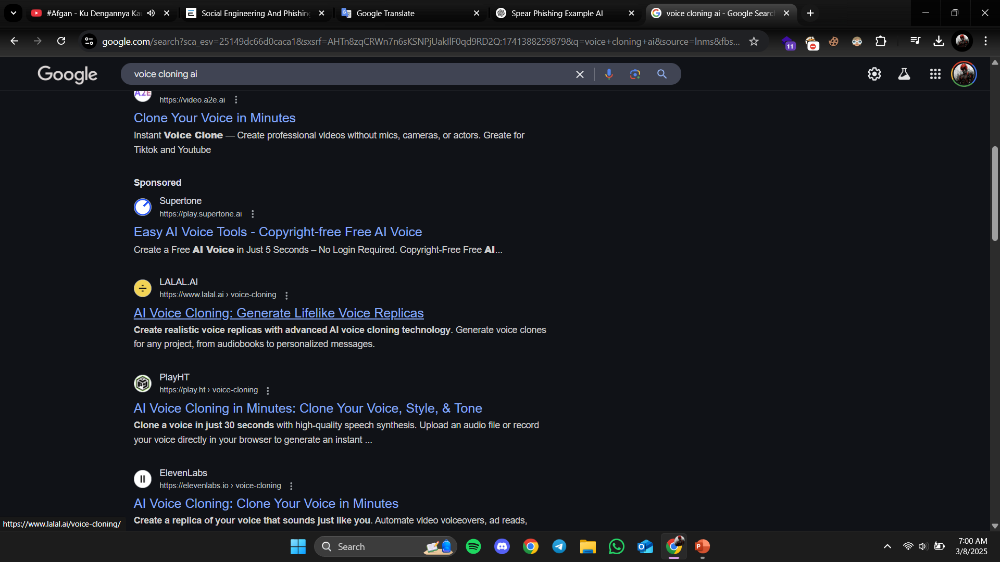 #Afgan - Ku Dengannya Kau
Social Engineering And Phishing
Google Translate
Spear Phishing Example AI
voice cloning ai - Google Search
google.com/search?sca_esv=25149dc66d0caca1&sxsrf=AHTn8zqCRWn7n6sKSNPjUakIlF0qd9RD2Q:1741388259879&q=voice+cloning+ai&source=lnms&fbs...
11
Google
voice cloning ai
A2E
https://video.a2e.ai
Clone Your Voice in Minutes
Instant Voice Clone — Create professional videos without mics, cameras, or actors. Greate for
Tiktok and Youtube
Sponsored
Supertone
https://play.supertone.ai
Easy AI Voice Tools - Copyright-free Free AI Voice
Create a Free AI Voice in Just 5 Seconds – No Login Required. Copyright-Free Free AI...
LALAL.AI
https://www.lalal.ai › voice-cloning
AI Voice Cloning: Generate Lifelike Voice Replicas
Create realistic voice replicas with advanced AI voice cloning technology. Generate voice clones
for any project, from audiobooks to personalized messages.
PlayHT
https://play.ht › voice-cloning
AI Voice Cloning in Minutes: Clone Your Voice, Style, & Tone
Clone a voice in just 30 seconds with high-quality speech synthesis. Upload an audio file or record
your voice directly in your browser to generate an instant ...
ElevenLabs
https://elevenlabs.io › voice-cloning
AI Voice Cloning: Clone Your Voice in Minutes
Create a replica of your voice that sounds just like you. Automate video voiceovers, ad reads,
https://www.lalal.ai/voice-cloning/
Search
7:00 AM
3/8/2025